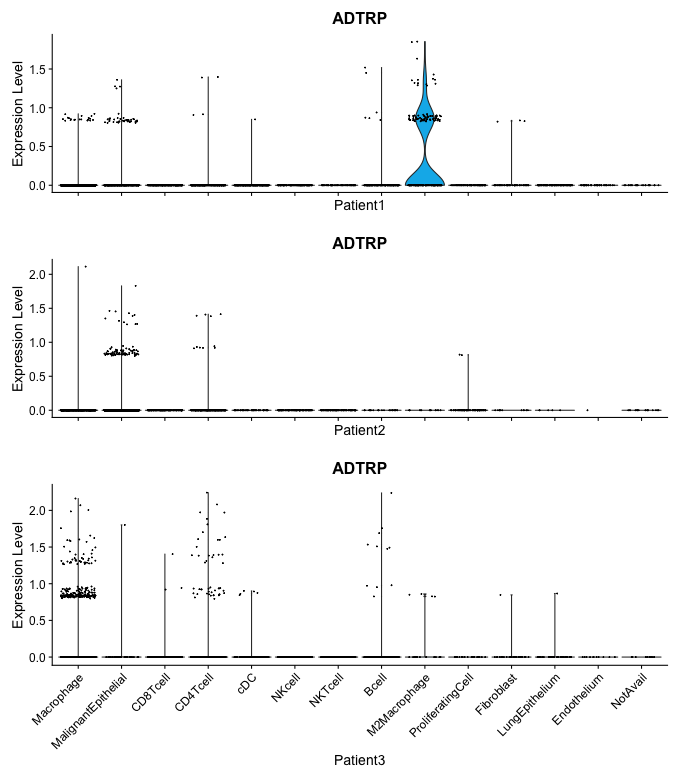 ADTRP
Expression Level
1.5
1.0
0.5
0.0
Patient1
ADTRP
Expression Level
2.0
1.5
1.0
0.5
0.0
Patient2
ADTRP
Expression Level
2.0
1.5
1.0
0.5
0.0
Macrophage
MalignantEpithelial
CD8Tcell
CD4Tcell
cDC
NKcell
NKTcell
Bcell
M2Macrophage
ProliferatingCell
Fibroblast
LungEpithelium
Endothelium
NotAvail
Patient3